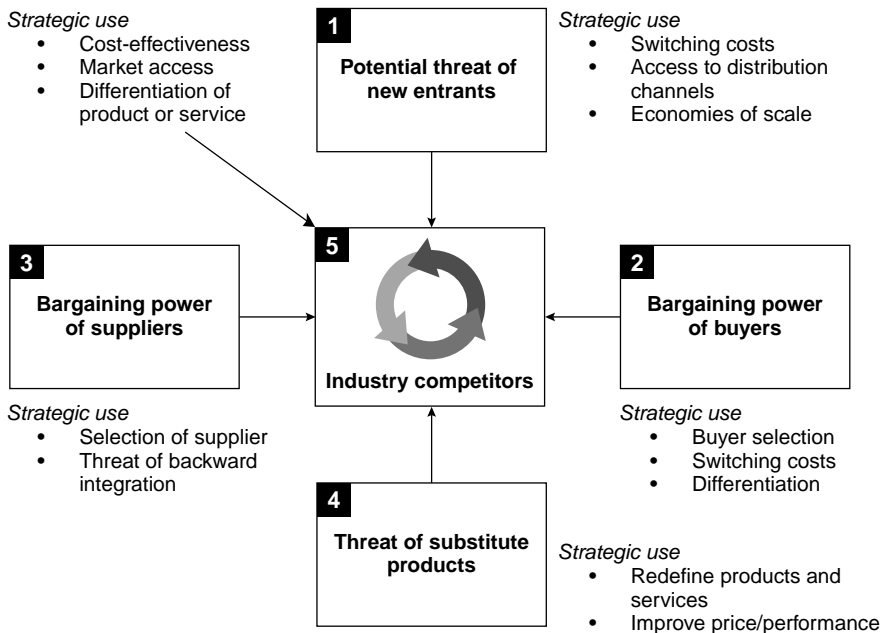 Strategic use
• Cost-effectiveness
• Market access
• Differentiation of
product or service
1
Potential threat of
new entrants
Strategic use
• Switching costs
• Access to distribution
channels
• Economies of scale
3
Bargaining power
of suppliers
5
Industry competitors
2
Bargaining power
of buyers
Strategic use
• Selection of supplier
• Threat of backward
integration
Strategic use
• Buyer selection
• Switching costs
• Differentiation
4
Threat of substitute
products
Strategic use
• Redefine products and
services
• Improve price/performance